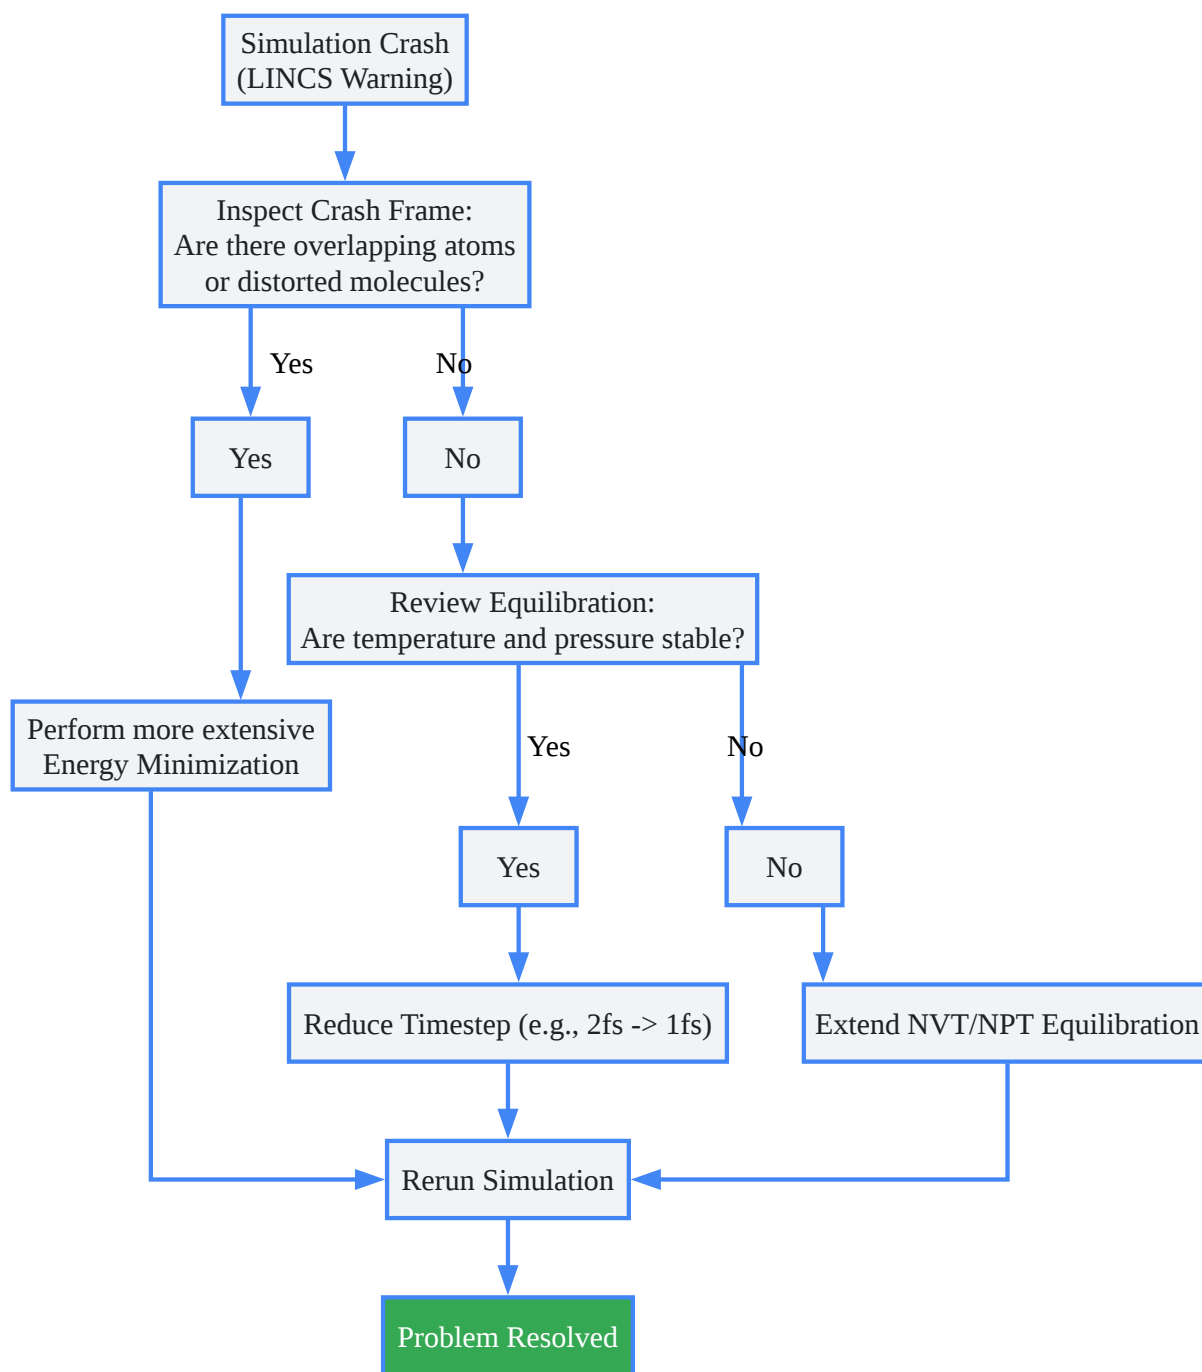 Simulation Crash
(LINCS Warning)
Inspect Crash Frame:
Are there overlapping atoms
or distorted molecules?
Yes
No
Yes
No
Review Equilibration:
Are temperature and pressure stable?
Perform more extensive
Energy Minimization
Yes
No
Yes
No
Reduce Timestep (e.g., 2fs -> 1fs)
Extend NVT/NPT Equilibration
Rerun Simulation
Problem Resolved